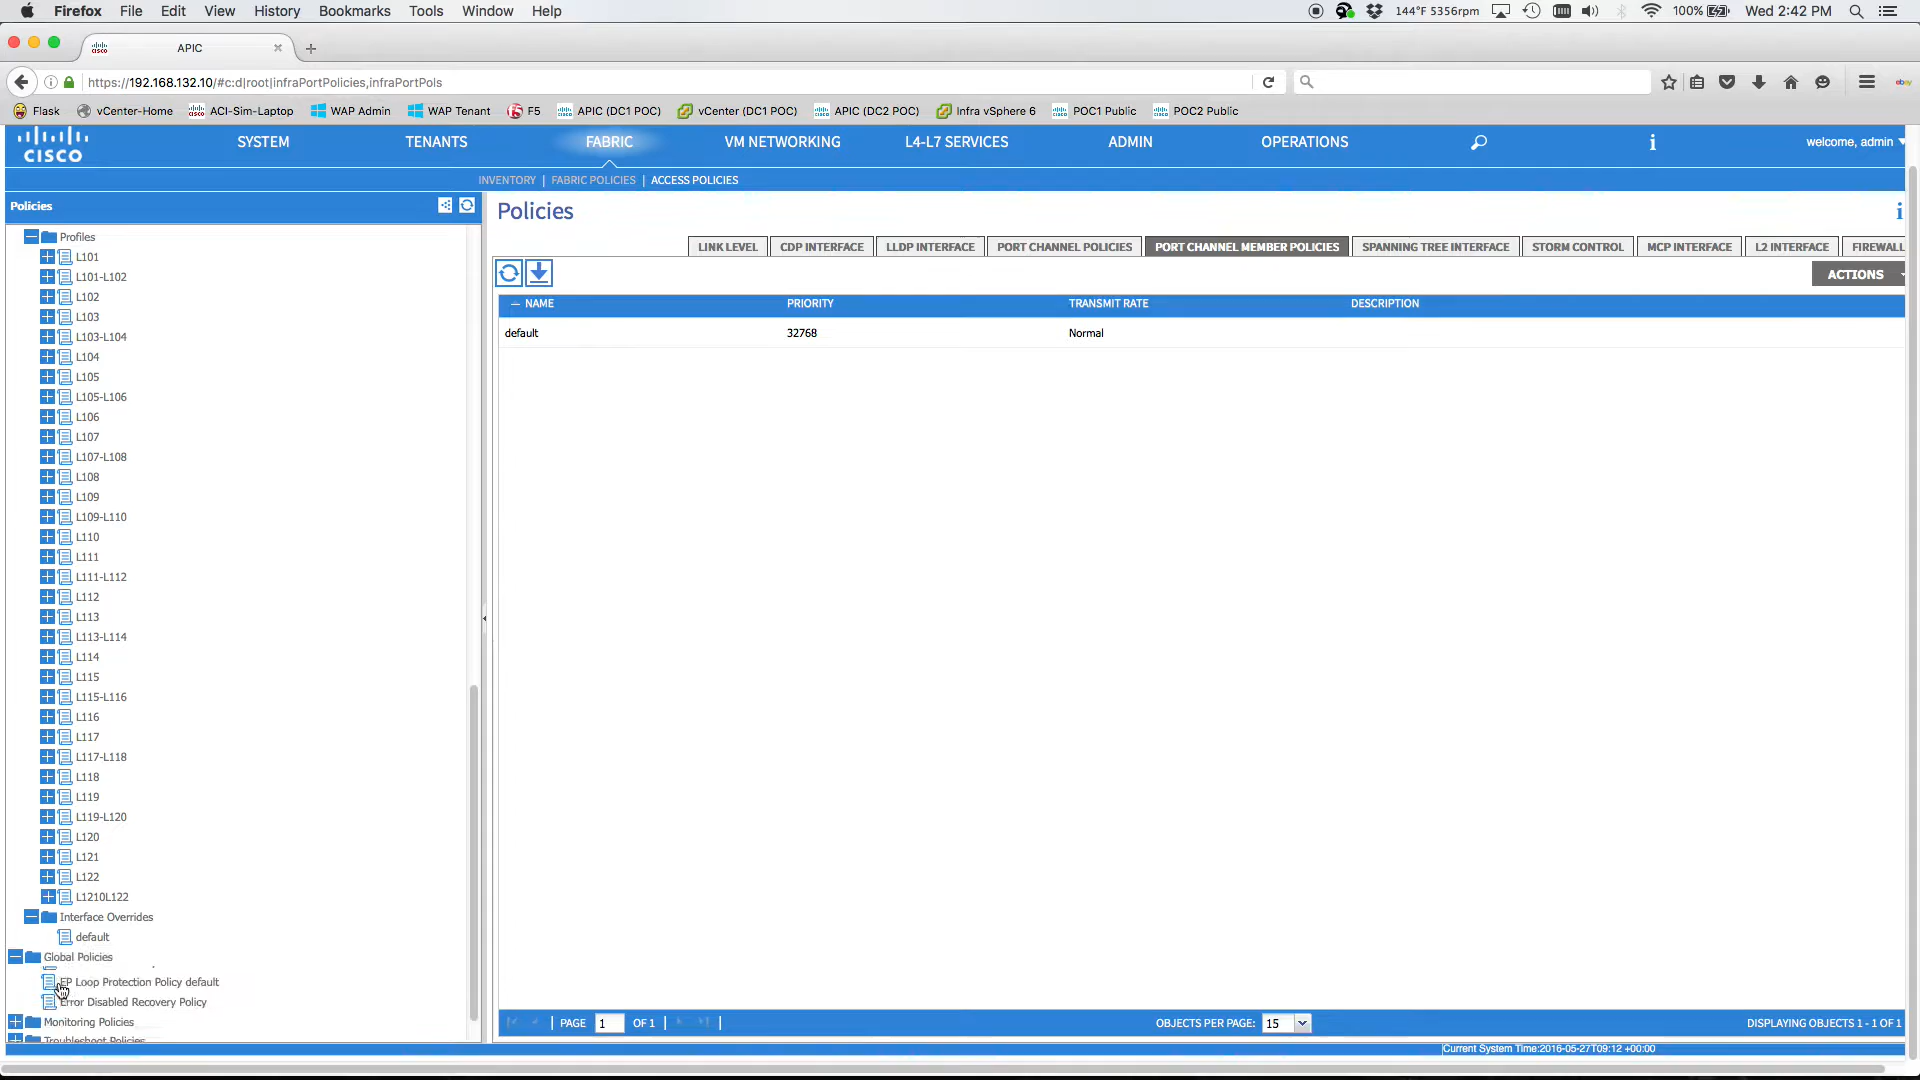 Firefox File Edit View History Bookmarks Tools Window Help 144°F 5356rpm 100% Wed 2:42 PM
APIC
https://192.168.132.10/#c:d|root|infraPortPolicies,infraPortPols
Flask vCenter-Home ACI-Sim-Laptop WAP Admin WAP Tenant F5 APIC (DC1 POC) vCenter (DC1 POC) APIC (DC2 POC) Infra vSphere 6 POC1 Public POC2 Public
CISCO SYSTEM TENANTS FABRIC VM NETWORKING L4-L7 SERVICES ADMIN OPERATIONS welcome, admin
INVENTORY | FABRIC POLICIES | ACCESS POLICIES
Policies
Profiles
L101
L101-L102
L102
L103
L103-L104
L104
L105
L105-L106
L106
L107
L107-L108
L108
L109
L109-L110
L110
L111
L111-L112
L112
L113
L113-L114
L114
L115
L115-L116
L116
L117
L117-L118
L118
L119
L119-L120
L120
L121
L122
L1210L122
Interface Overrides
default
Global Policies
EP Loop Protection Policy default
Error Disabled Recovery Policy
Monitoring Policies
Troubleshoot Policies
Policies
LINK LEVEL CDP INTERFACE LLDP INTERFACE PORT CHANNEL POLICIES PORT CHANNEL MEMBER POLICIES SPANNING TREE INTERFACE STORM CONTROL MCP INTERFACE L2 INTERFACE FIREWALL
ACTIONS
NAME PRIORITY TRANSMIT RATE DESCRIPTION
default 32768 Normal
PAGE 1 OF 1 OBJECTS PER PAGE: 15 DISPLAYING OBJECTS 1 - 1 OF 1
Current System Time:2016-05-27T09:12 +00:00